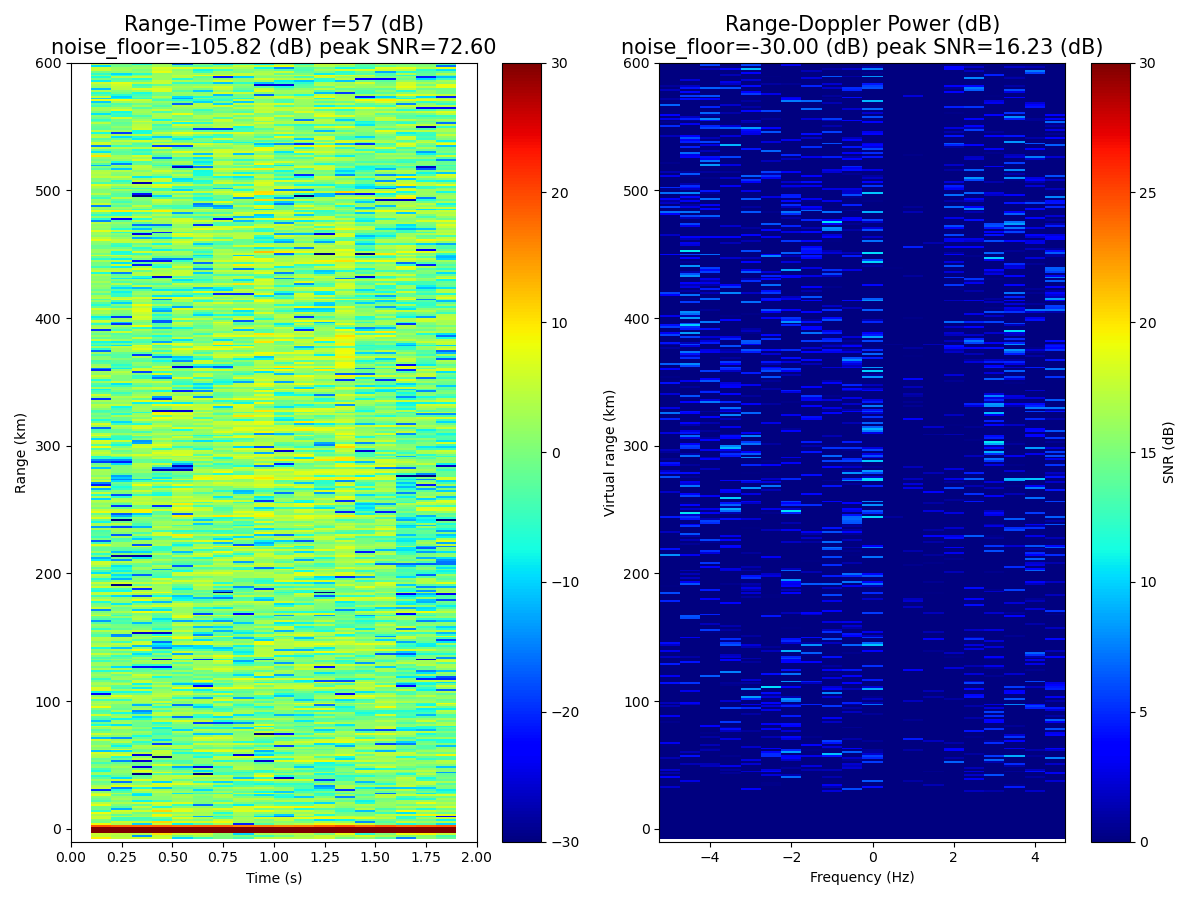 Range-Time Power f=57 (dB)
noise_floor=-105.82 (dB) peak SNR=72.60
600
500
400
300
200
100
0
Range (km)
0.00 0.25 0.50 0.75 1.00 1.25 1.50 1.75 2.00
Time (s)
30
20
10
0
−10
−20
−30
Range-Doppler Power (dB)
noise_floor=-30.00 (dB) peak SNR=16.23 (dB)
600
500
400
300
200
100
0
Virtual range (km)
−4 −2 0 2 4
Frequency (Hz)
30
25
20
15
10
5
0
SNR (dB)